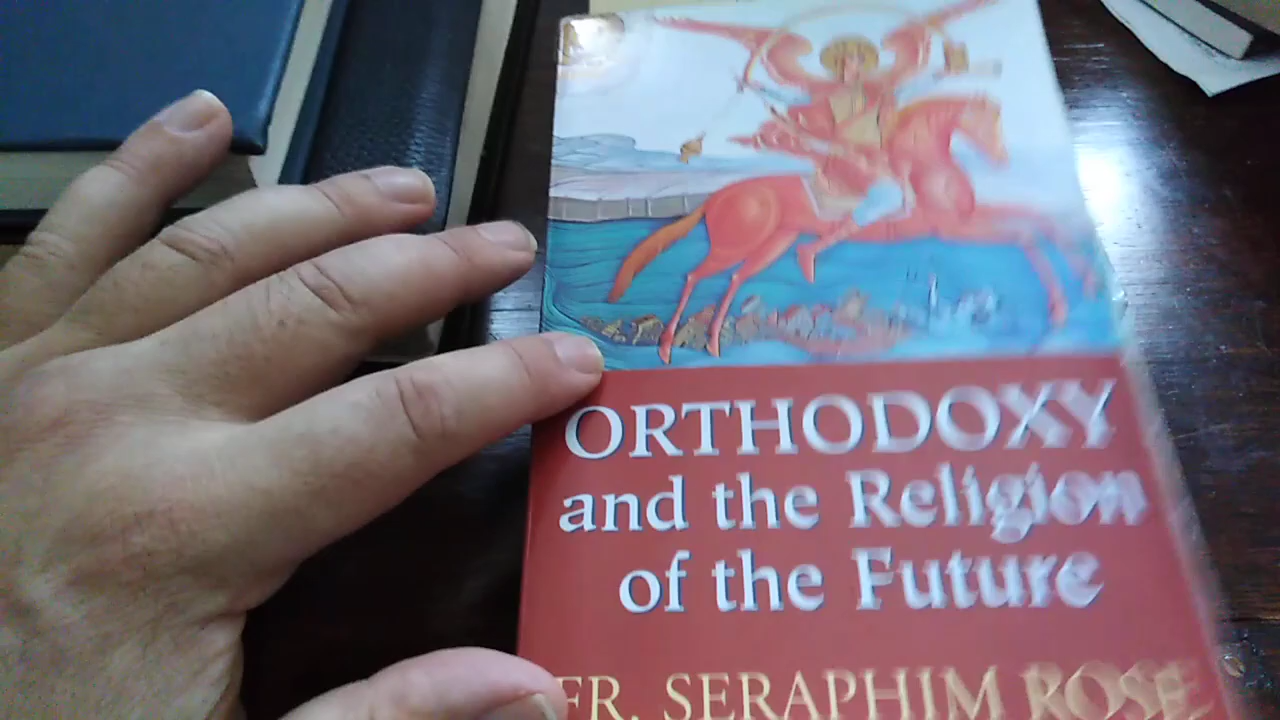 ORTHODOXY
and the Religion
of the Future
FR. SERAPHIM ROSE